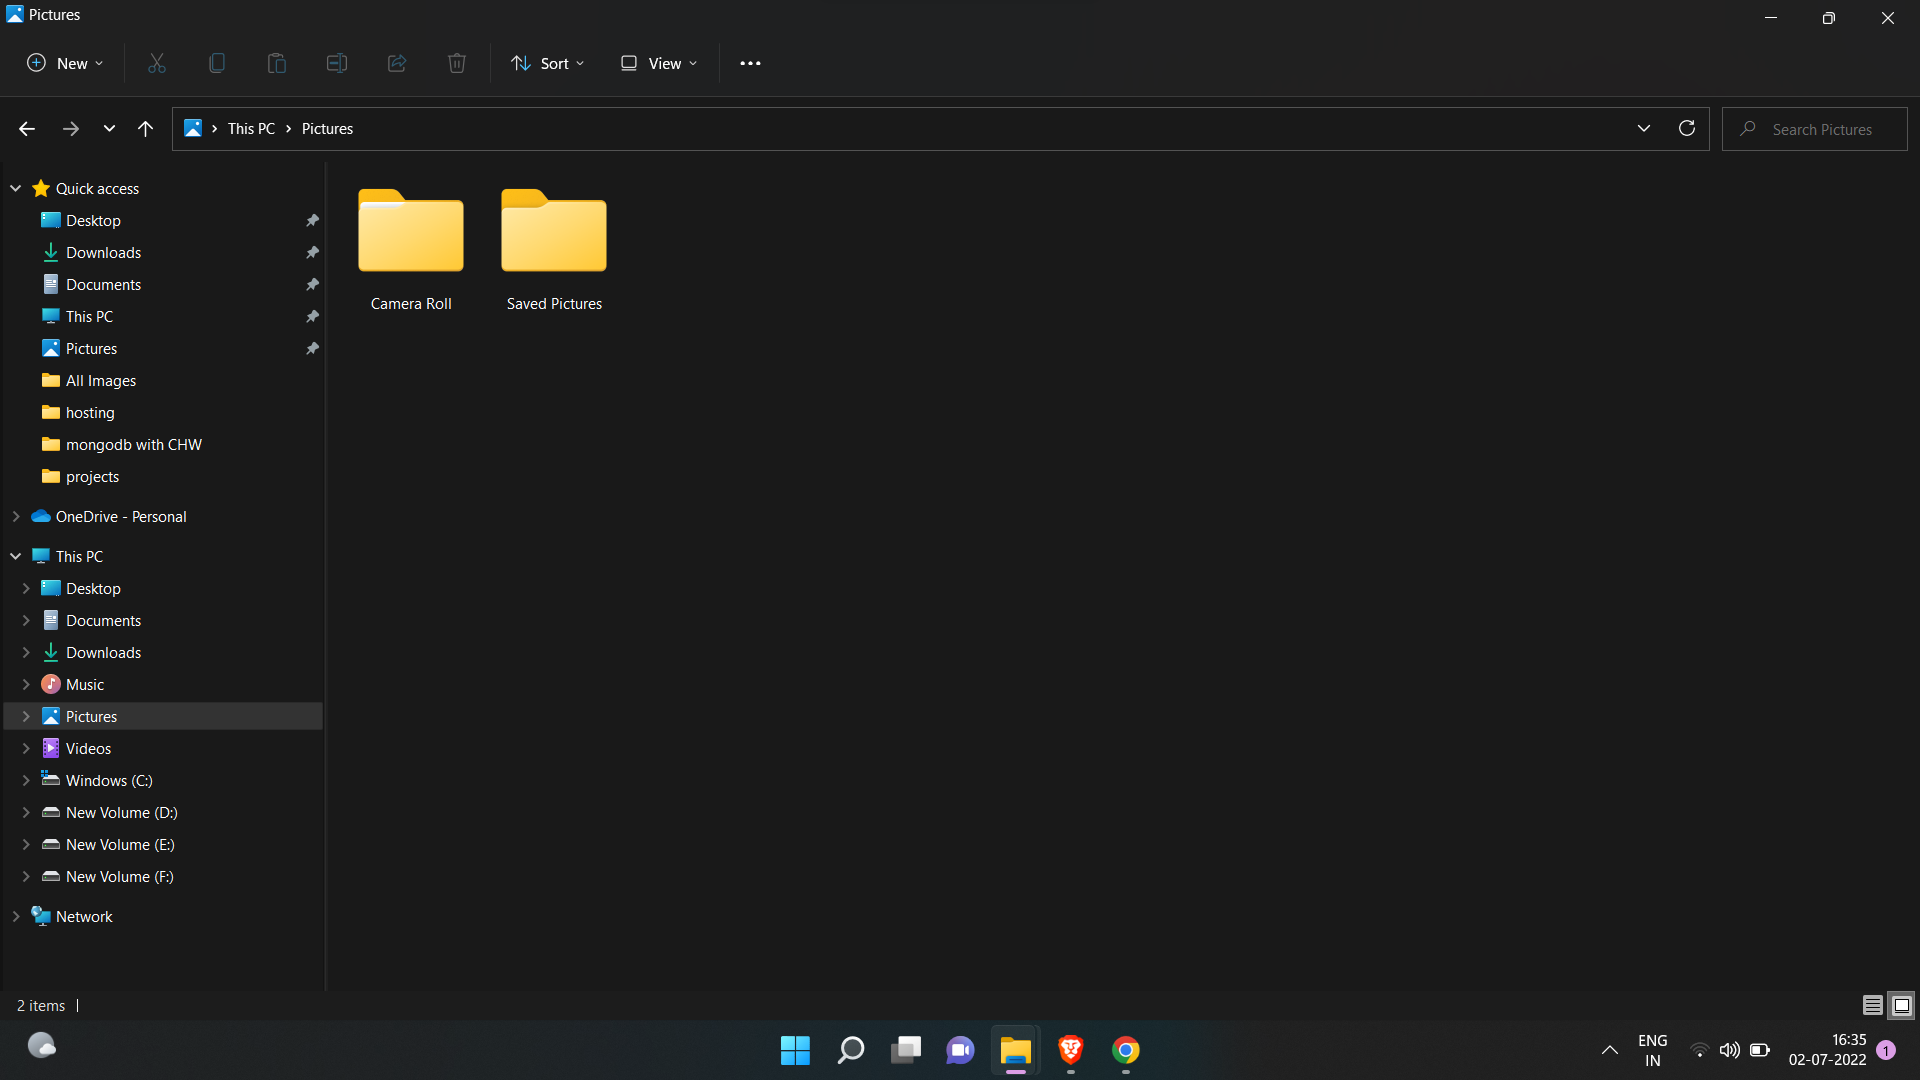 Pictures
New
Sort
View
This PC
Pictures
Search Pictures
Quick access
Desktop
Downloads
Documents
This PC
Pictures
All Images
hosting
mongodb with CHW
projects
OneDrive - Personal
This PC
Desktop
Documents
Downloads
Music
Pictures
Videos
Windows (C:)
New Volume (D:)
New Volume (E:)
New Volume (F:)
Network
Camera Roll
Saved Pictures
2 items
ENG
IN
16:35
02-07-2022
1